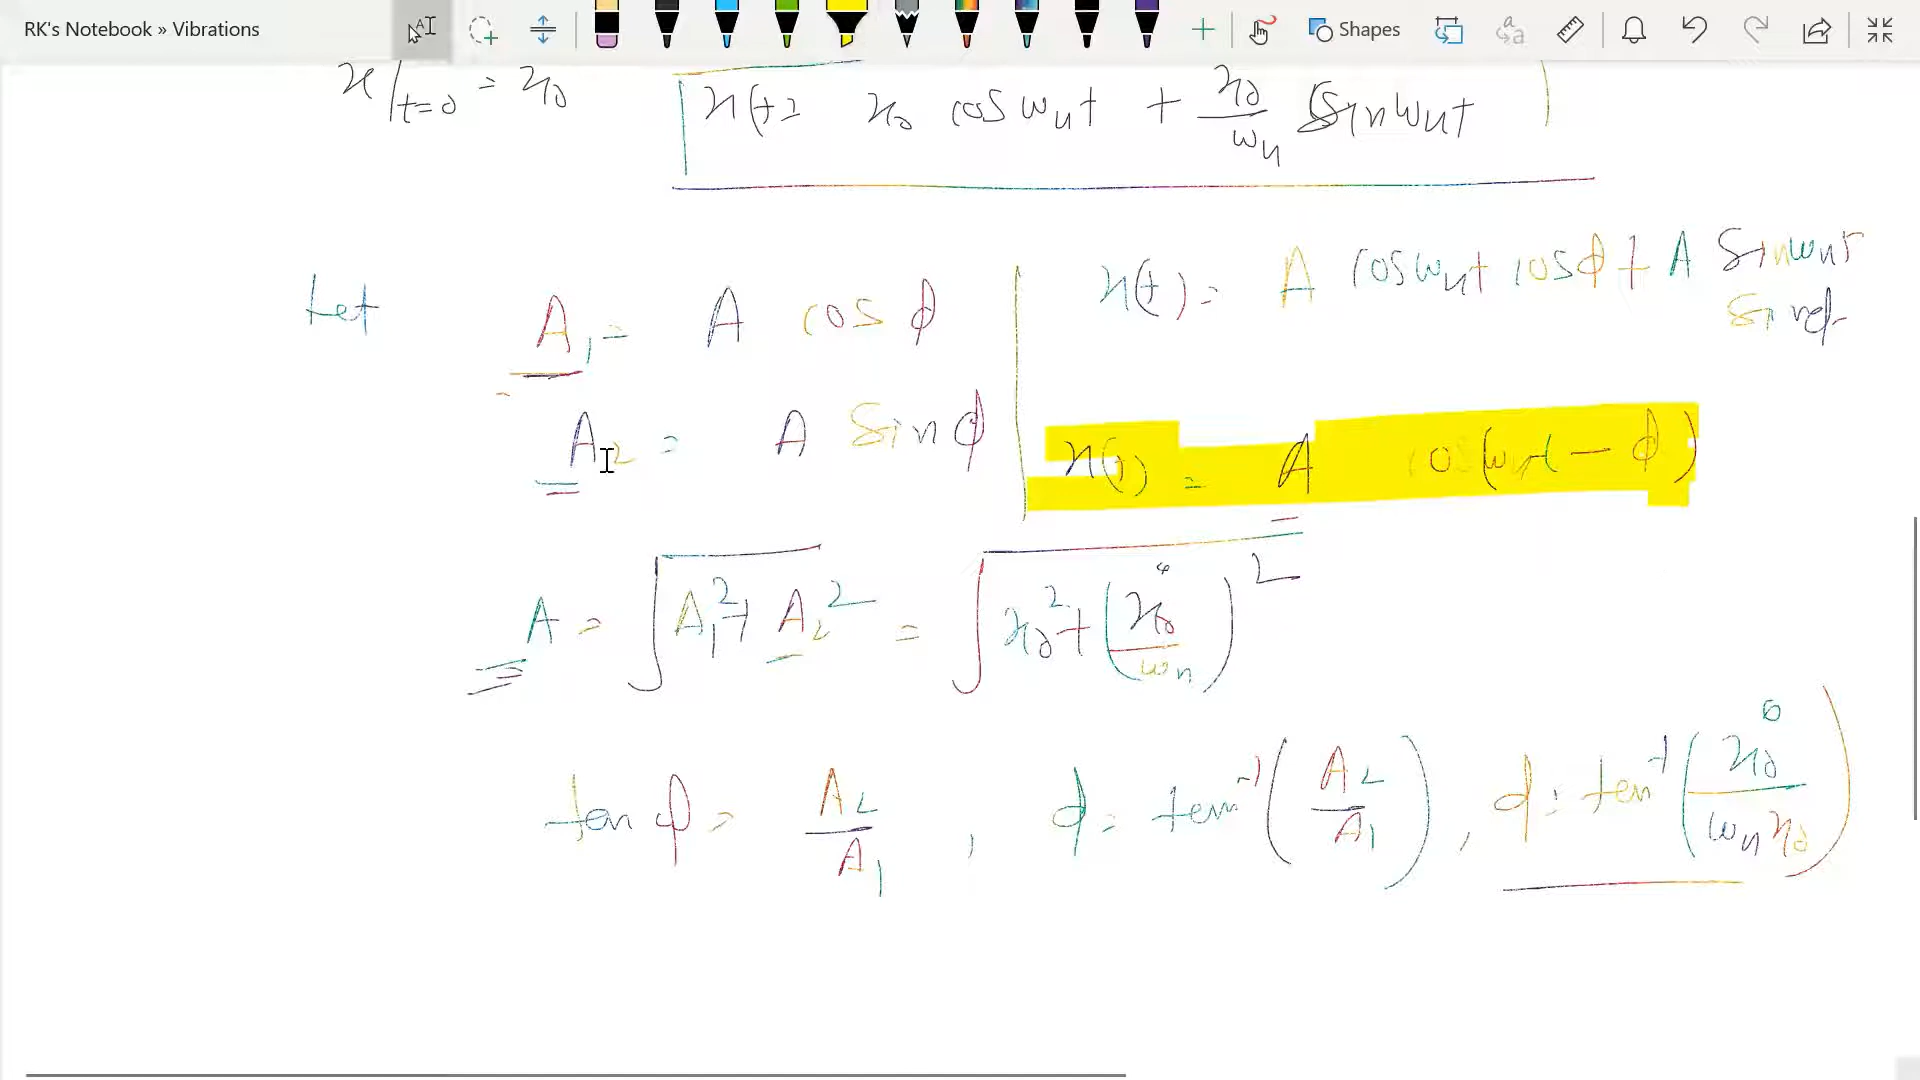 RK's Notebook » Vibrations
Shapes
x/t=0 = x0
x(t= x0 cos ωnt + x0/ωn Sin ωnt
Let
A1 = A cos ϕ
x(t) = A cos ωnt cos ϕ + A Sin ωnt
Sin ϕ
A2 = A Sin ϕ
x(t) = A cos(ωnt − ϕ)
A = √A1² + A2² = √x0² + (ẋ0/ωn)²
tan ϕ = A2/A1 , ϕ = tan⁻¹(A2/A1) , ϕ = tan⁻¹(ẋ0/ωn x0)